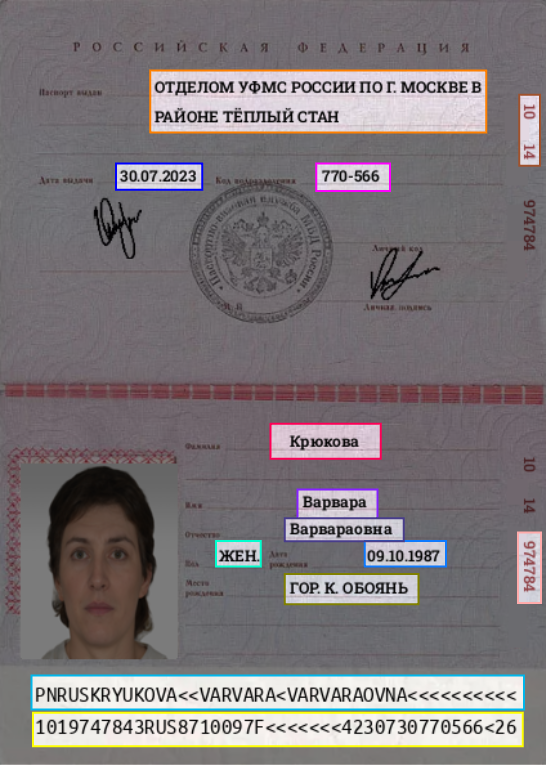 РОССИЙСКАЯ ФЕДЕРАЦИЯ
Паспорт выдан
ОТДЕЛОМ УФМС РОССИИ ПО Г. МОСКВЕ В
РАЙОНЕ ТЁПЛЫЙ СТАН
10 14
974784
Дата выдачи 30.07.2023 Код подразделения 770-566
Личный код
М.П.
Личная подпись
Фамилия Крюкова
Имя Варвара
Отчество Варвараовна
Пол ЖЕН. Дата рождения 09.10.1987
Место рождения ГОР. К. ОБОЯНЬ
10 14
974784
PNRUSKRYUKOVA<<VARVARA<VARVARAOVNA<<<<<<<<<<
1019747843RUS8710097F<<<<<<<4230730770566<26